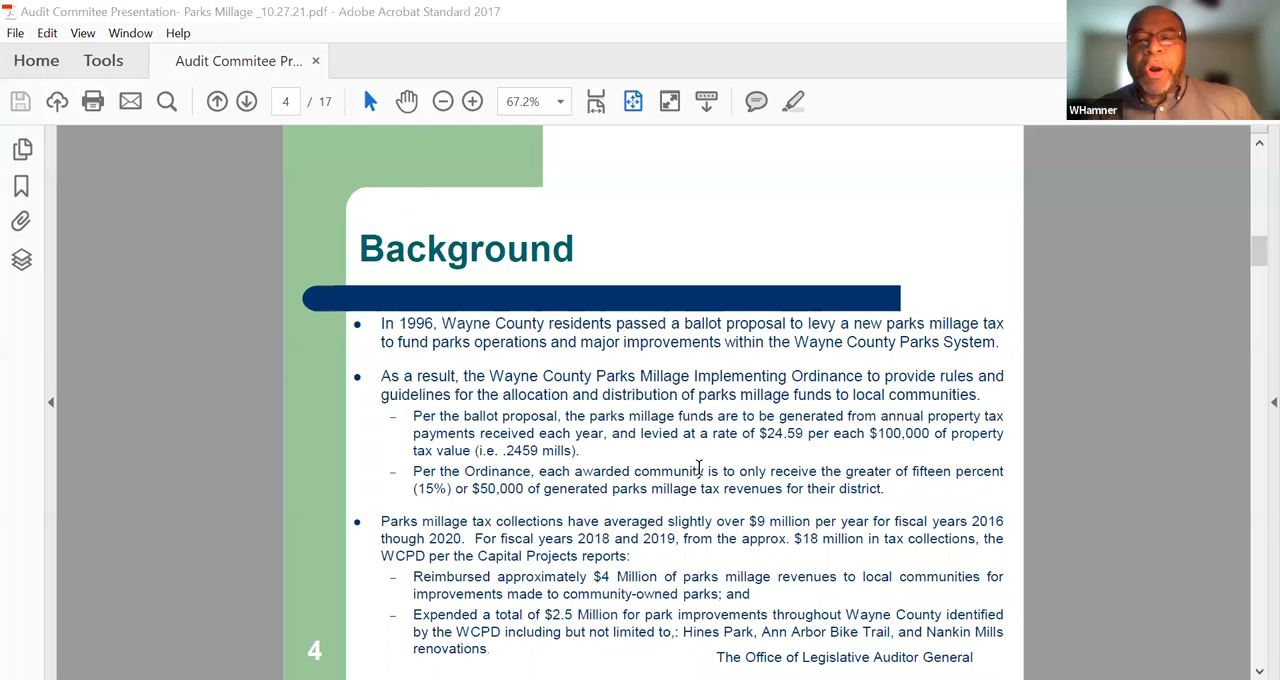 Audit Commitee Presentation- Parks Millage _10.27.21.pdf - Adobe Acrobat Standard 2017
File Edit View Window Help
Home Tools Audit Commitee Pr... ×
4 / 17 67.2%
WHamner
Background
In 1996, Wayne County residents passed a ballot proposal to levy a new parks millage tax
to fund parks operations and major improvements within the Wayne County Parks System.
As a result, the Wayne County Parks Millage Implementing Ordinance to provide rules and
guidelines for the allocation and distribution of parks millage funds to local communities.
– Per the ballot proposal, the parks millage funds are to be generated from annual property tax
payments received each year, and levied at a rate of $24.59 per each $100,000 of property
tax value (i.e. .2459 mills).
– Per the Ordinance, each awarded community is to only receive the greater of fifteen percent
(15%) or $50,000 of generated parks millage tax revenues for their district.
Parks millage tax collections have averaged slightly over $9 million per year for fiscal years 2016
though 2020. For fiscal years 2018 and 2019, from the approx. $18 million in tax collections, the
WCPD per the Capital Projects reports:
– Reimbursed approximately $4 Million of parks millage revenues to local communities for
improvements made to community-owned parks; and
– Expended a total of $2.5 Million for park improvements throughout Wayne County identified
by the WCPD including but not limited to,: Hines Park, Ann Arbor Bike Trail, and Nankin Mills
renovations.
4
The Office of Legislative Auditor General